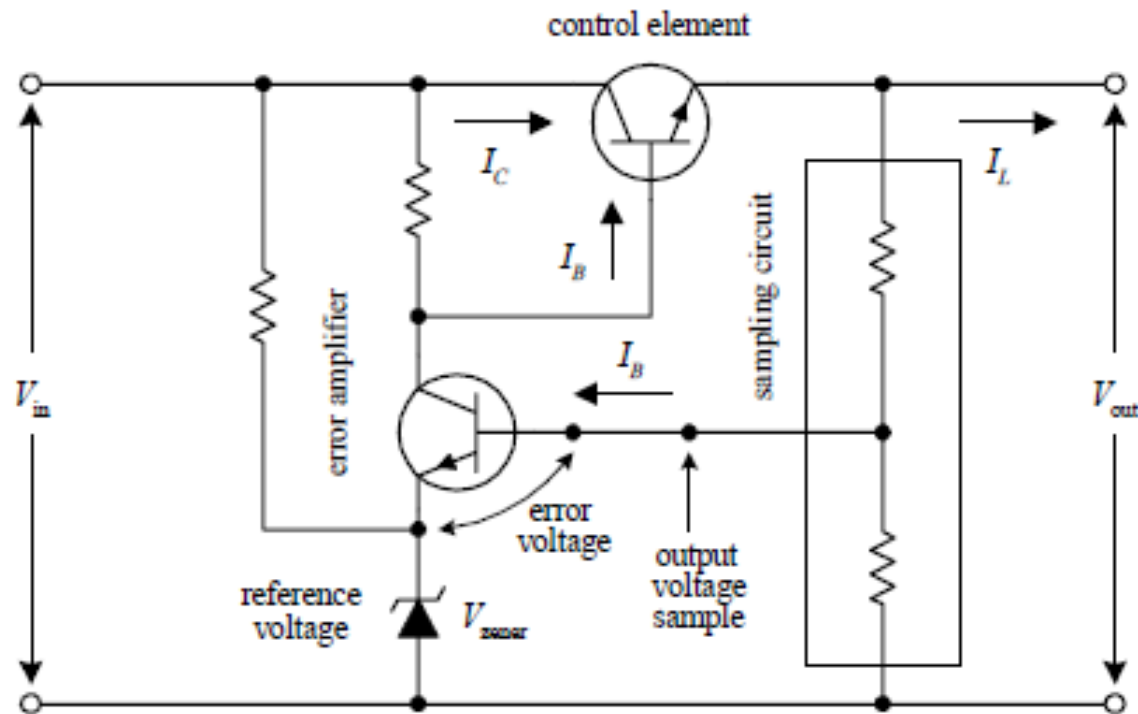 control element
I_C
I_L
I_B
sampling circuit
error amplifier
I_B
V_in
V_out
error
voltage
output
voltage
sample
reference
voltage
V_zener